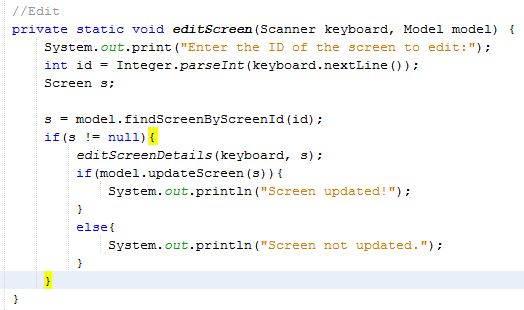 //Edit
private static void editScreen(Scanner keyboard, Model model) {
System.out.print("Enter the ID of the screen to edit:");
int id = Integer.parseInt(keyboard.nextLine());
Screen s;
s = model.findScreenByScreenId(id);
if(s != null){
editScreenDetails(keyboard, s);
if(model.updateScreen(s)){
System.out.println("Screen updated!");
}
else{
System.out.println("Screen not updated.");
}
}
}